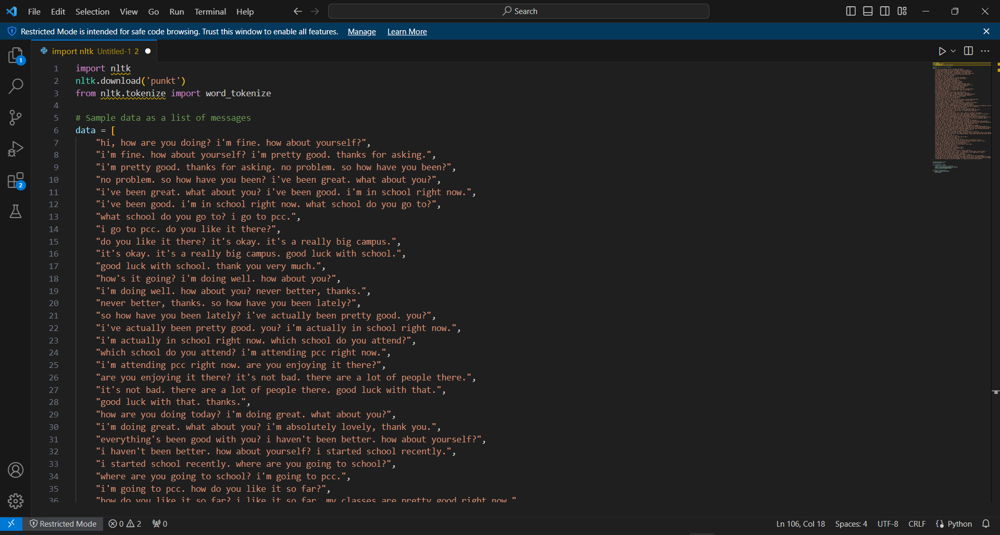 File Edit Selection View Go Run Terminal Help Search
Restricted Mode is intended for safe code browsing. Trust this window to enable all features. Manage Learn More
import nltk Untitled-1 2
1 import nltk
2 nltk.download('punkt')
3 from nltk.tokenize import word_tokenize
4
5 # Sample data as a list of messages
6 data = [
7 "hi, how are you doing? i'm fine. how about yourself?",
8 "i'm fine. how about yourself? i'm pretty good. thanks for asking.",
9 "i'm pretty good. thanks for asking. no problem. so how have you been?",
10 "no problem. so how have you been? i've been great. what about you?",
11 "i've been great. what about you? i've been good. i'm in school right now.",
12 "i've been good. i'm in school right now. what school do you go to?",
13 "what school do you go to? i go to pcc.",
14 "i go to pcc. do you like it there?",
15 "do you like it there? it's okay. it's a really big campus.",
16 "it's okay. it's a really big campus. good luck with school.",
17 "good luck with school. thank you very much.",
18 "how's it going? i'm doing well. how about you?",
19 "i'm doing well. how about you? never better, thanks.",
20 "never better, thanks. so how have you been lately?",
21 "so how have you been lately? i've actually been pretty good. you?",
22 "i've actually been pretty good. you? i'm actually in school right now.",
23 "i'm actually in school right now. which school do you attend?",
24 "which school do you attend? i'm attending pcc right now.",
25 "i'm attending pcc right now. are you enjoying it there?",
26 "are you enjoying it there? it's not bad. there are a lot of people there.",
27 "it's not bad. there are a lot of people there. good luck with that.",
28 "good luck with that. thanks.",
29 "how are you doing today? i'm doing great. what about you?",
30 "i'm doing great. what about you? i'm absolutely lovely, thank you.",
31 "everything's been good with you? i haven't been better. how about yourself?",
32 "i haven't been better. how about yourself? i started school recently.",
33 "i started school recently. where are you going to school?",
34 "where are you going to school? i'm going to pcc.",
35 "i'm going to pcc. how do you like it so far?",
36 "how do you like it so far? i like it so far. my classes are pretty good right now."
1
2
Restricted Mode 0 2 0 Ln 106, Col 18 Spaces: 4 UTF-8 CRLF Python